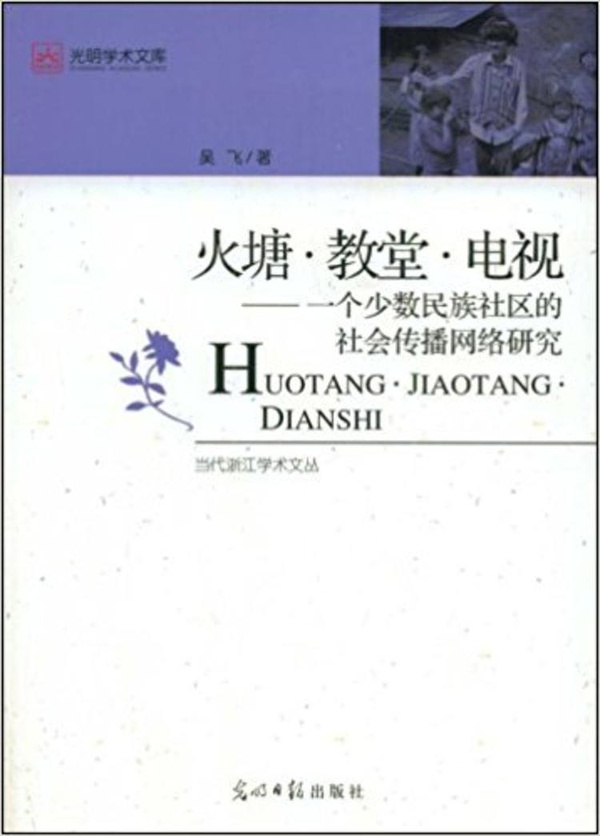 光明学术文库
吴 飞/著
火塘·教堂·电视
——一个少数民族社区的
社会传播网络研究
HUOTANG·JIAOTANG·
DIANSHI
当代浙江学术文丛
光明日报出版社